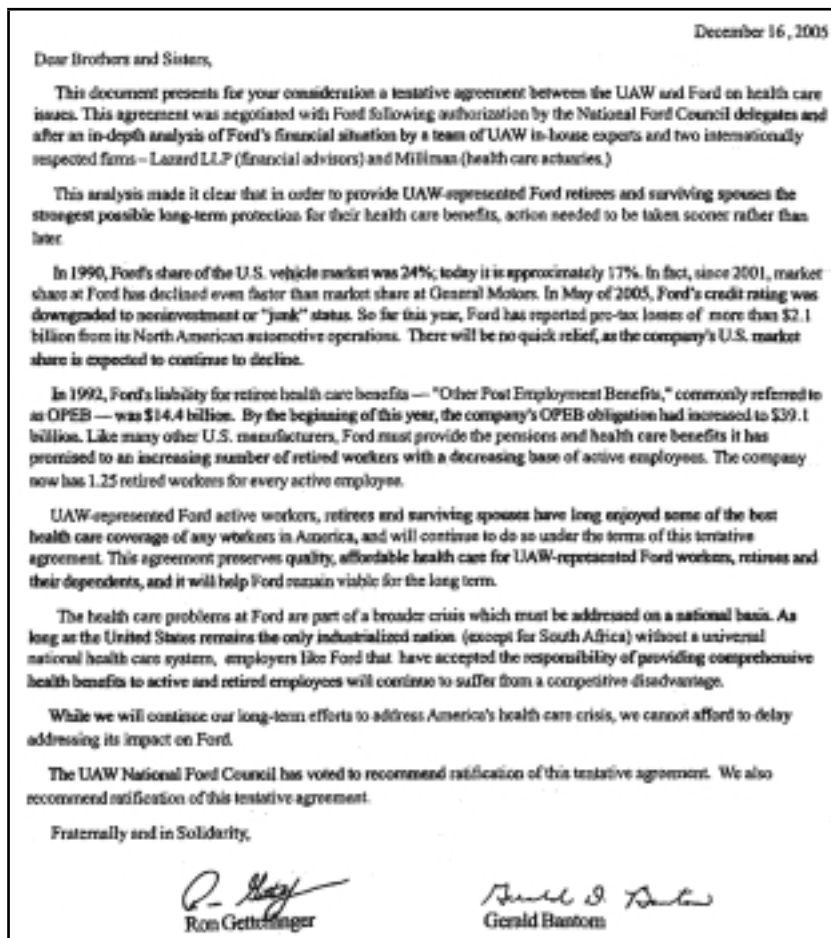 December 16, 2005
Dear Brothers and Sisters,
This document presents for your consideration a tentative agreement between the UAW and Ford on health care
issues. This agreement was negotiated with Ford following authorization by the National Ford Council delegates and
after an in-depth analysis of Ford's financial situation by a team of UAW in-house experts and two internationally
respected firms – Lazard LLP (financial advisors) and Milliman (health care actuaries.)
This analysis made it clear that in order to provide UAW-represented Ford retirees and surviving spouses the
strongest possible long-term protection for their health care benefits, action needed to be taken sooner rather than
later.
In 1990, Ford's share of the U.S. vehicle market was 24%; today it is approximately 17%. In fact, since 2001, market
share at Ford has declined even faster than market share at General Motors. In May of 2005, Ford's credit rating was
downgraded to noninvestment or "junk" status. So far this year, Ford has reported pre-tax losses of more than $2.1
billion from its North American automotive operations. There will be no quick relief, as the company's U.S. market
share is expected to continue to decline.
In 1992, Ford's liability for retiree health care benefits — "Other Post Employment Benefits," commonly referred to
as OPEB — was $14.4 billion. By the beginning of this year, the company's OPEB obligation had increased to $39.1
billion. Like many other U.S. manufacturers, Ford must provide the pensions and health care benefits it has
promised to an increasing number of retired workers with a decreasing base of active employees. The company
now has 1.25 retired workers for every active employee.
UAW-represented Ford active workers, retirees and surviving spouses have long enjoyed some of the best
health care coverage of any workers in America, and will continue to do so under the terms of this tentative
agreement. This agreement preserves quality, affordable health care for UAW-represented Ford workers, retirees and
their dependents, and it will help Ford remain viable for the long term.
The health care problems at Ford are part of a broader crisis which must be addressed on a national basis. As
long as the United States remains the only industrialized nation (except for South Africa) without a universal
national health care system, employers like Ford that have accepted the responsibility of providing comprehensive
health benefits to active and retired employees will continue to suffer from a competitive disadvantage.
While we will continue our long-term efforts to address America's health care crisis, we cannot afford to delay
addressing its impact on Ford.
The UAW National Ford Council has voted to recommend ratification of this tentative agreement. We also
recommend ratification of this tentative agreement.
Fraternally and in Solidarity,
Ron Gettelfinger Gerald Bantom